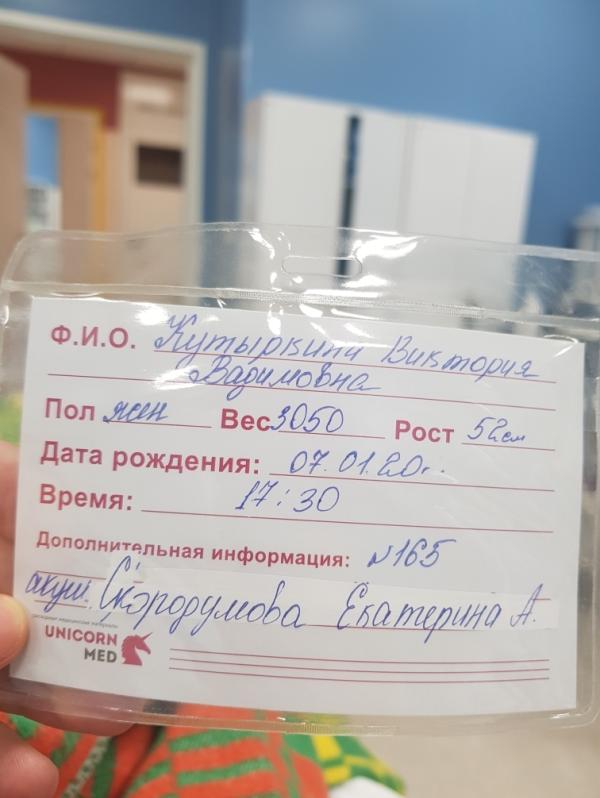 Ф.И.О. Кутыркина Виктория
Вадимовна
Пол жен Вес 3050 Рост 52см
Дата рождения: 07.01.20г.
Время: 17:30
Дополнительная информация: №165
акуш. Скородумова Екатерина А.
UNICORN
MED